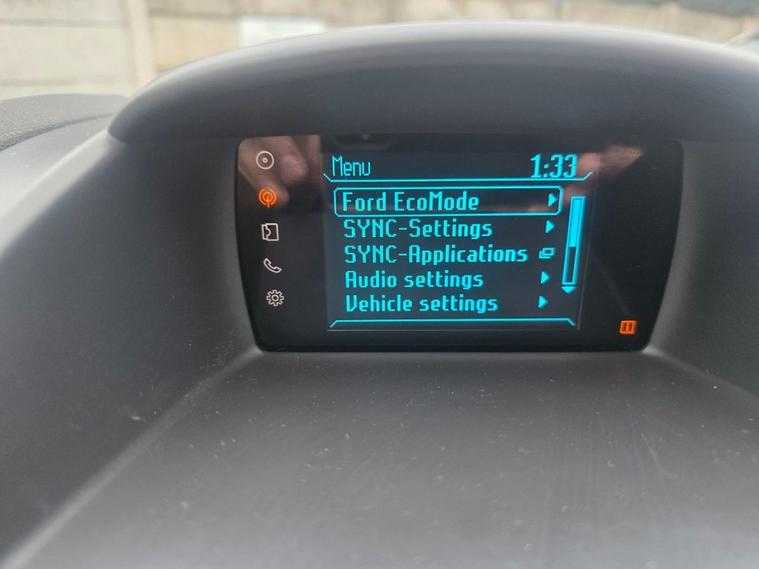 Menu 1:33
Ford EcoMode
SYNC-Settings
SYNC-Applications
Audio settings
Vehicle settings